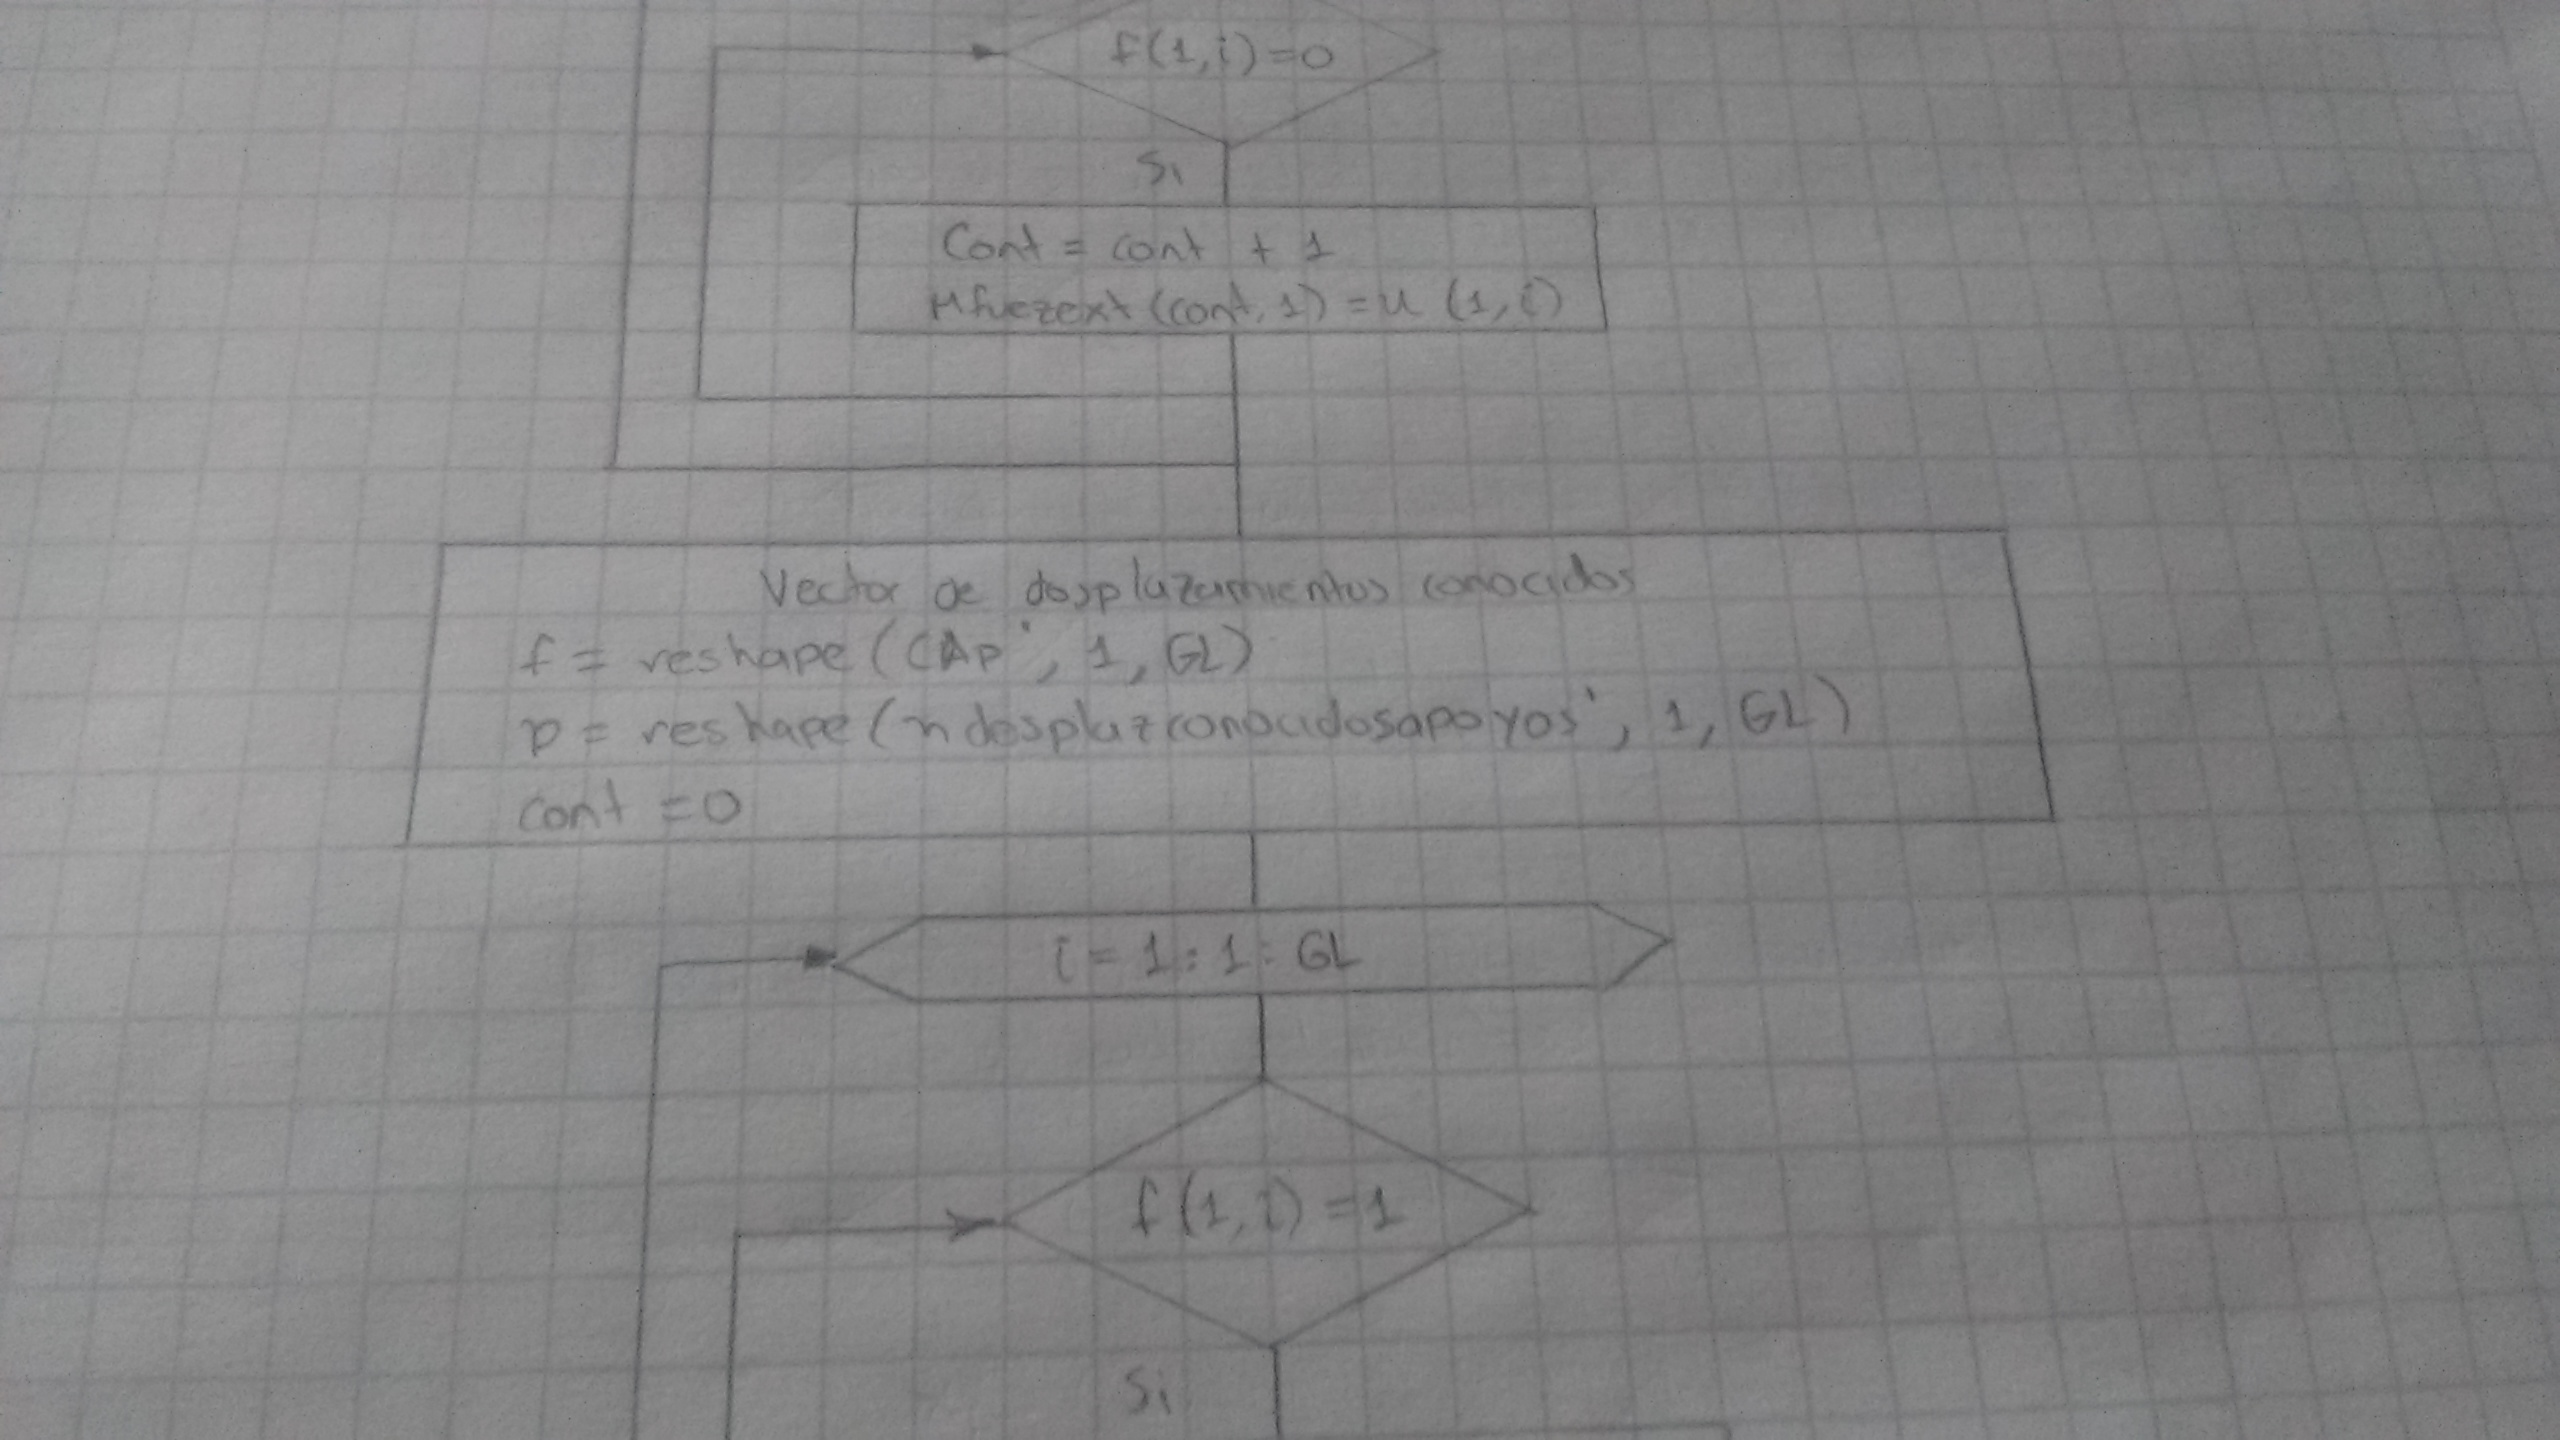 f(1,i)=0
Si
Cont = cont + 1
Mfuezext (cont, 1) = u (1, i)
Vector de desplazamientos conocidos
f = reshape (CAp', 1, GL)
p = reshape (ndesplazconocidosapoyos', 1, GL)
cont = 0
i = 1 : 1 : GL
f (1, i) = 1
Si